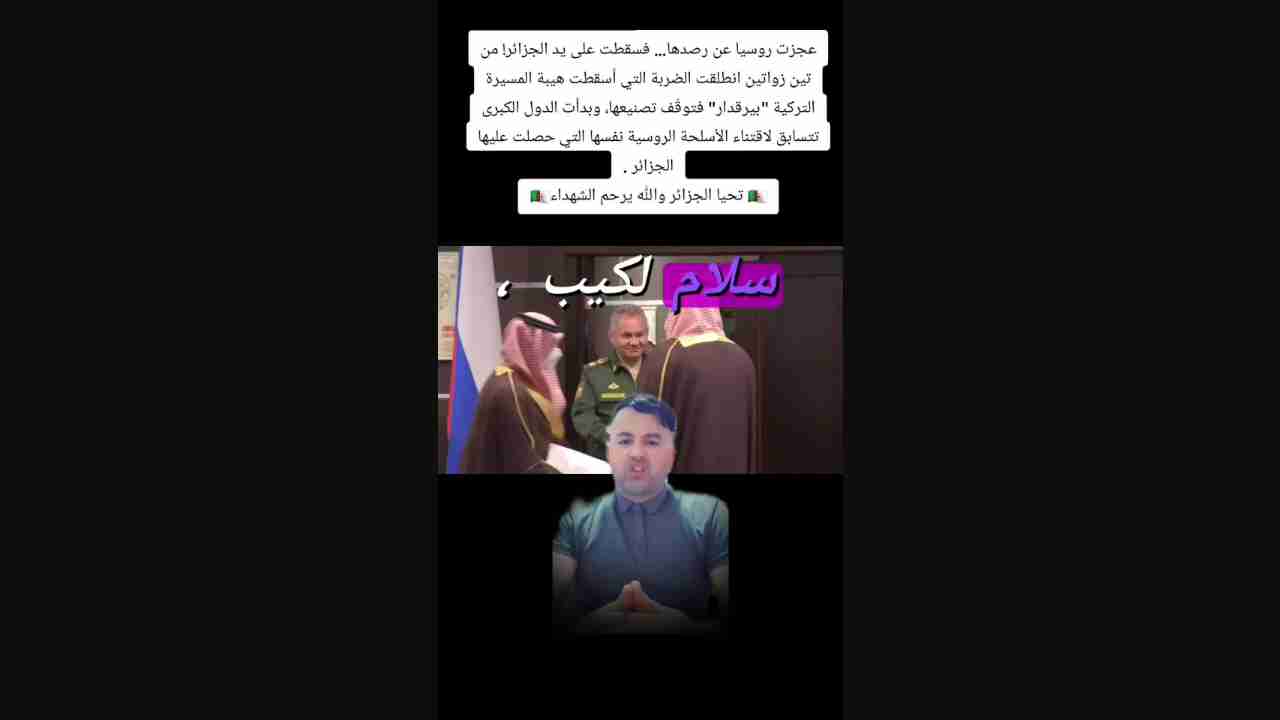 عجزت روسيا عن رصدها... فسقطت على يد الجزائر! من
تين زواتين انطلقت الضربة التي أسقطت هيبة المسيرة
التركية "بيرقدار" فتوقف تصنيعها، وبدأت الدول الكبرى
تتسابق لاقتناء الأسلحة الروسية نفسها التي حصلت عليها
الجزائر .
🇩🇿 تحيا الجزائر والله يرحم الشهداء 🇩🇿
سلام لكيب ،